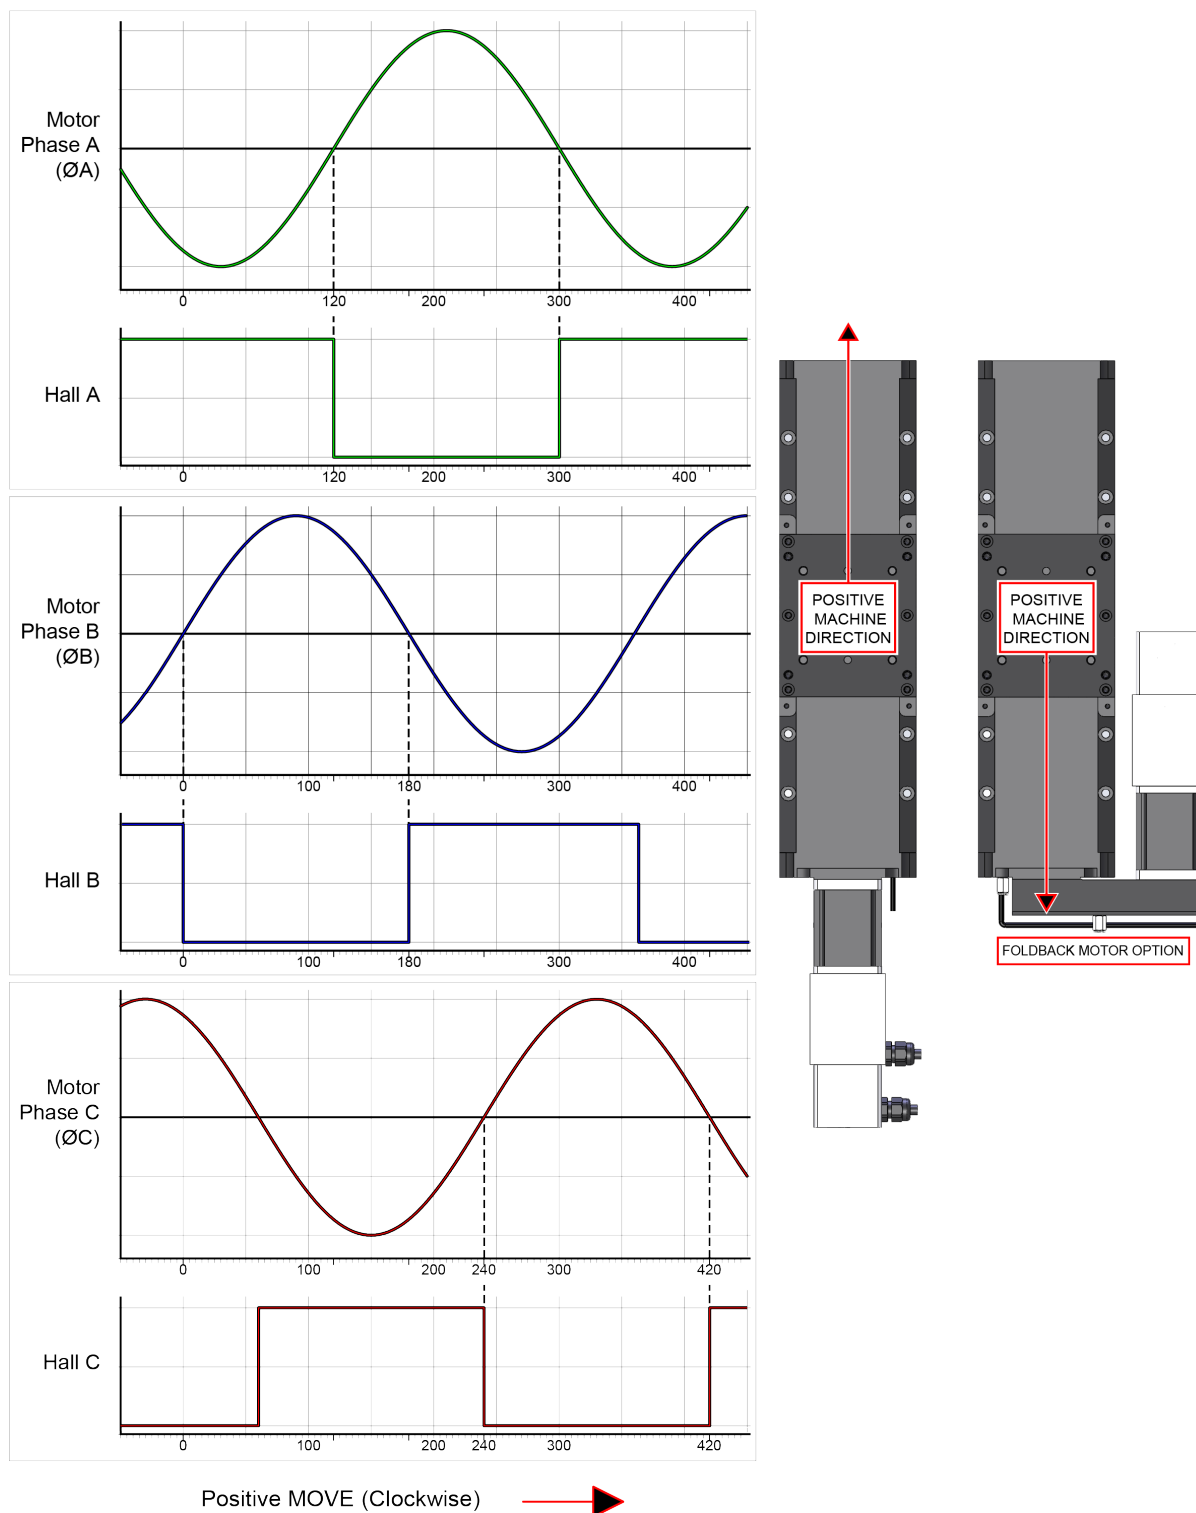 Motor
Phase A
(ØA)
0 120 200 300 400
Hall A
0 120 200 300 400
Motor
Phase B
(ØB)
0 100 180 300 400
Hall B
0 100 180 300 400
Motor
Phase C
(ØC)
0 100 200 240 300 420
Hall C
0 100 200 240 300 420
Positive MOVE (Clockwise)
POSITIVE
MACHINE
DIRECTION
POSITIVE
MACHINE
DIRECTION
FOLDBACK MOTOR OPTION